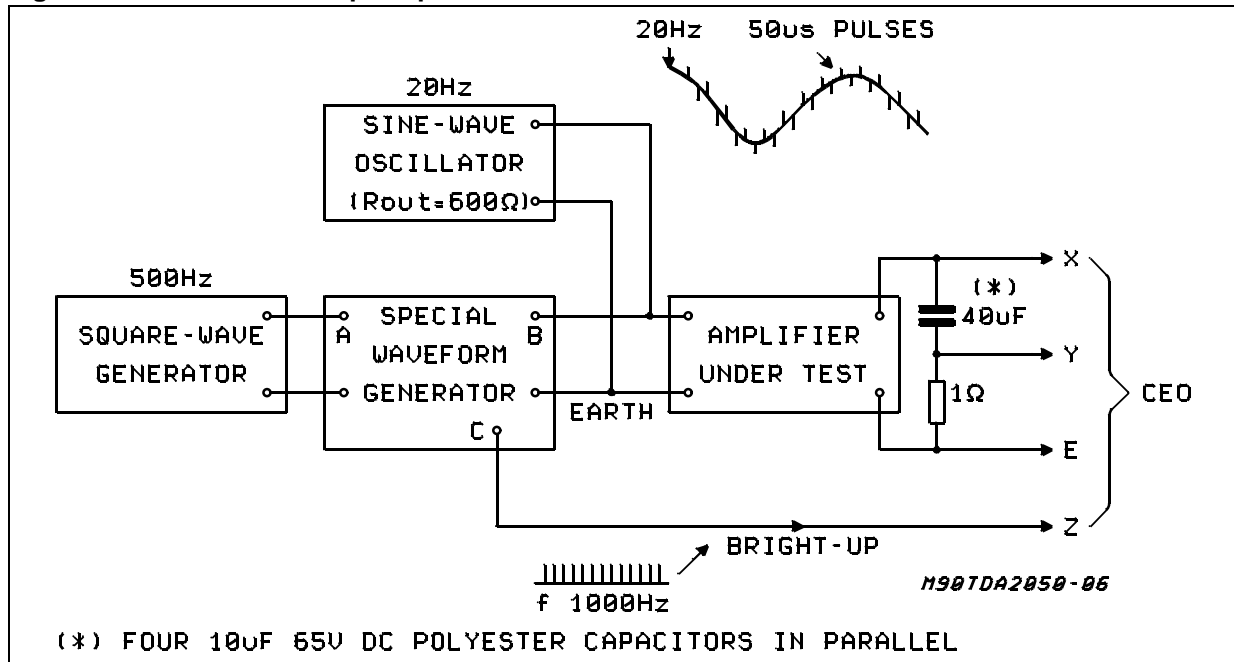 20Hz 50us PULSES
20Hz
SINE-WAVE
OSCILLATOR
(Rout=600Ω)
500Hz
SQUARE-WAVE
GENERATOR
A
SPECIAL
WAVEFORM
GENERATOR
B
C
EARTH
AMPLIFIER
UNDER TEST
X
(*)
40uF
Y
1Ω
CEO
E
Z
BRIGHT-UP
f 1000Hz
M90TDA2050-06
(*) FOUR 10uF 65V DC POLYESTER CAPACITORS IN PARALLEL